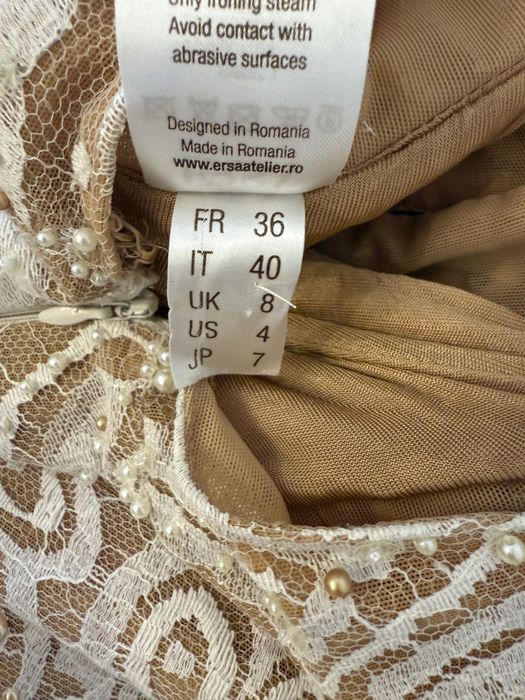 Only ironing steam
Avoid contact with
abrasive surfaces
Designed in Romania
Made in Romania
www.ersaatelier.ro
FR 36
IT 40
UK 8
US 4
JP 7